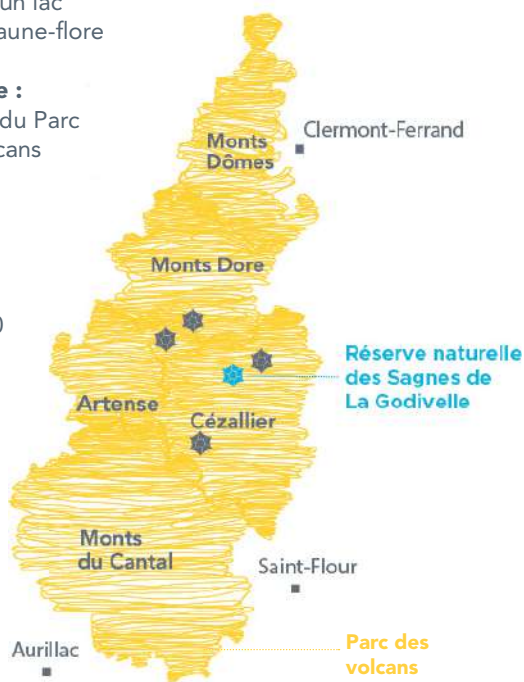 un lac
aune-flore
e :
du Parc
cans
)
Monts
Dômes
Clermont-Ferrand
Monts Dore
Réserve naturelle
des Sagnes de
La Godivelle
Artense
Cézallier
Monts
du Cantal
Saint-Flour
Aurillac
Parc des
volcans